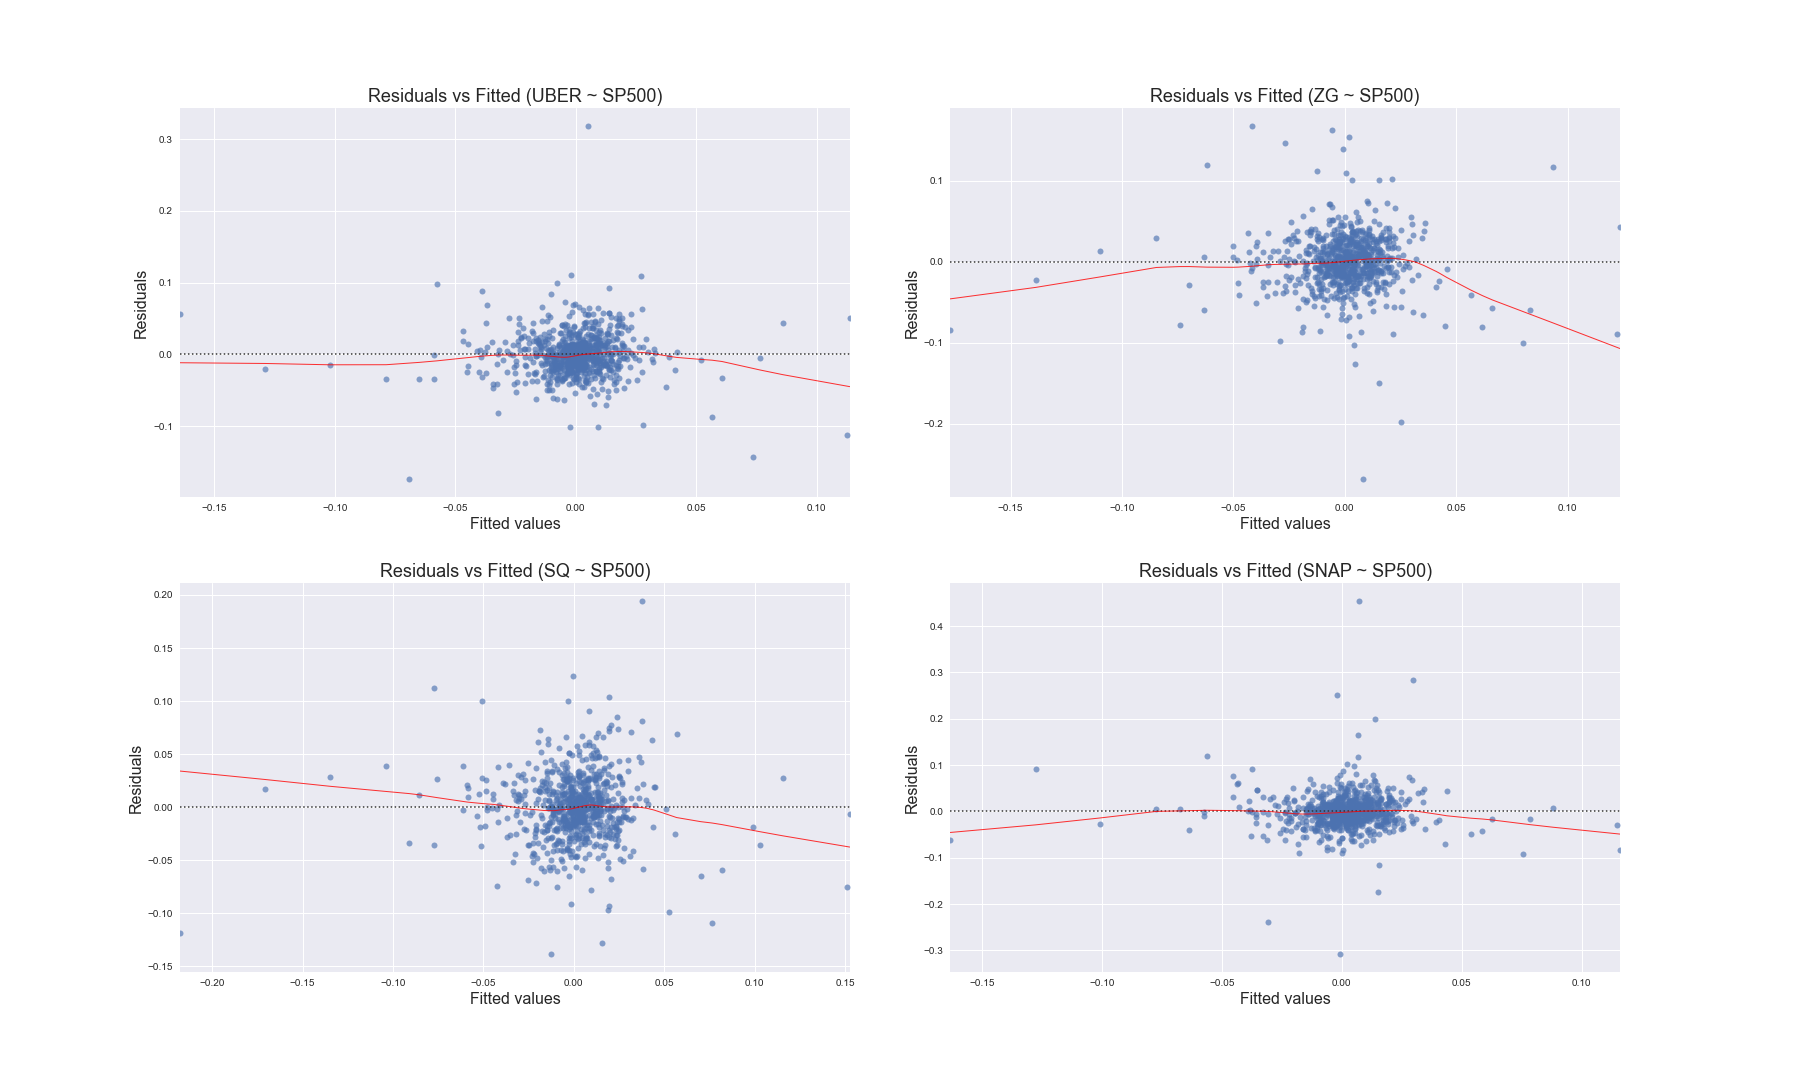 Residuals vs Fitted (UBER ~ SP500)
0.3
0.2
0.1
0.0
−0.1
Residuals
−0.15 −0.10 −0.05 0.00 0.05 0.10
Fitted values
Residuals vs Fitted (ZG ~ SP500)
0.1
0.0
−0.1
−0.2
Residuals
−0.15 −0.10 −0.05 0.00 0.05 0.10
Fitted values
Residuals vs Fitted (SQ ~ SP500)
0.20
0.15
0.10
0.05
0.00
−0.05
−0.10
−0.15
Residuals
−0.20 −0.15 −0.10 −0.05 0.00 0.05 0.10 0.15
Fitted values
Residuals vs Fitted (SNAP ~ SP500)
0.4
0.3
0.2
0.1
0.0
−0.1
−0.2
−0.3
Residuals
−0.15 −0.10 −0.05 0.00 0.05 0.10
Fitted values